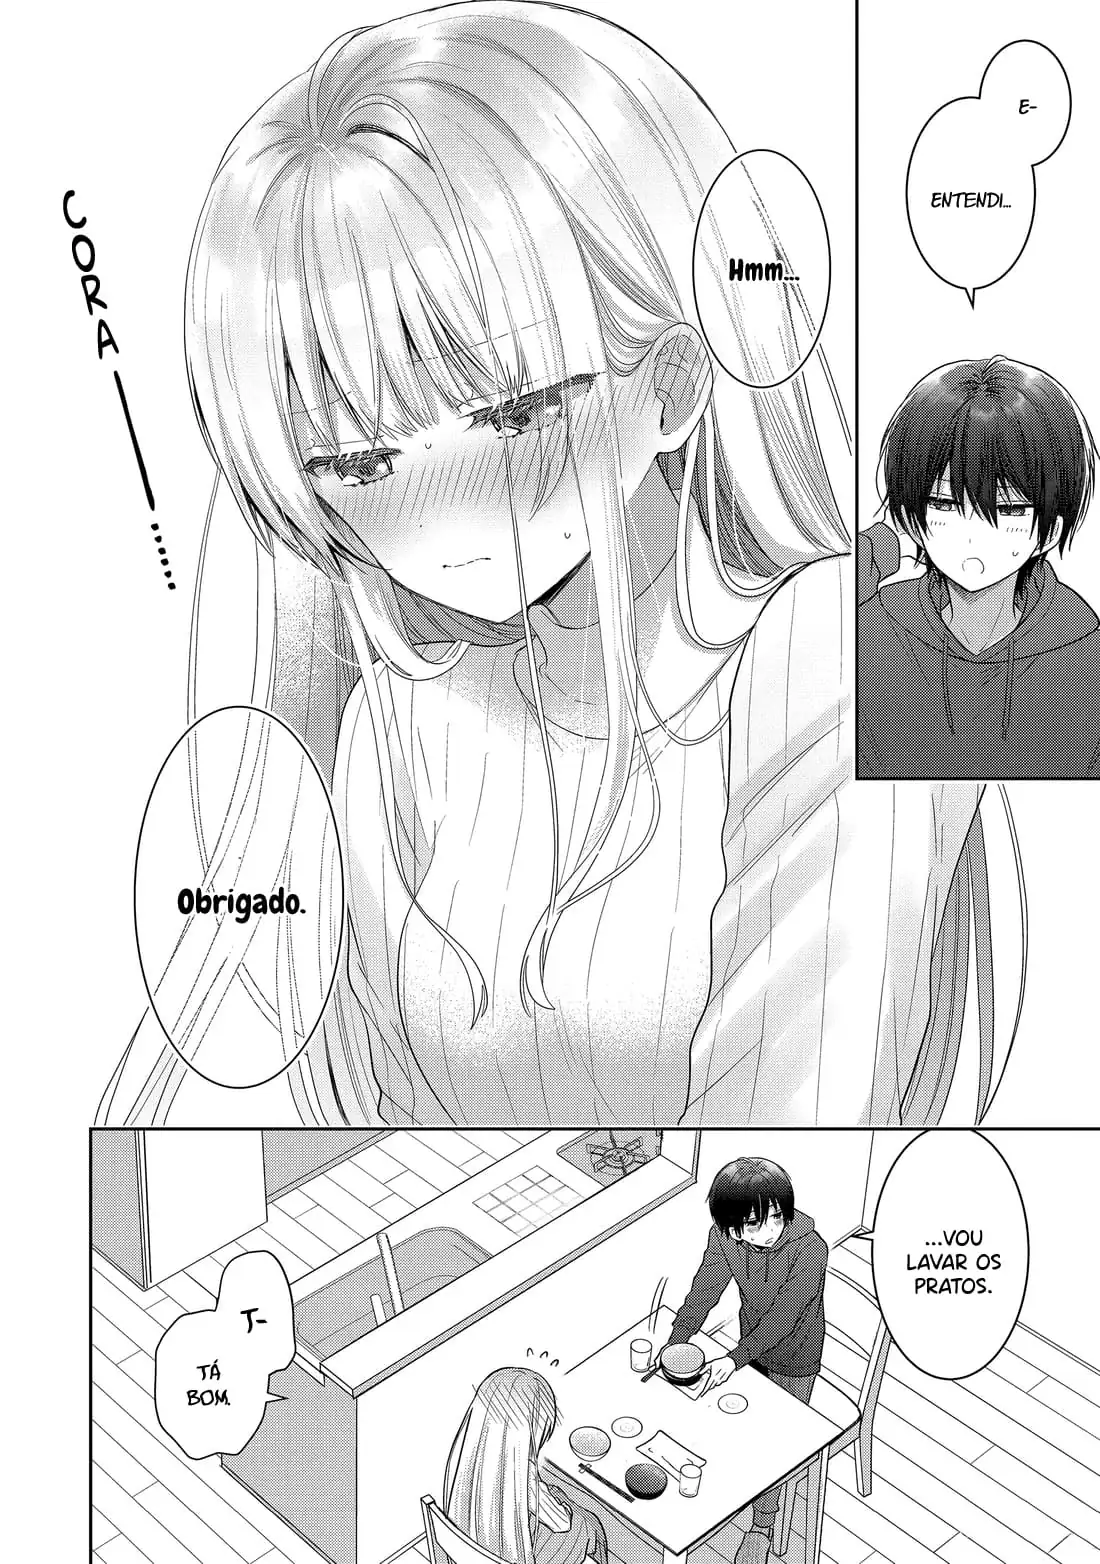 E-
ENTENDI...
Hmm...
CORA
Obrigado.
...VOU
LAVAR OS
PRATOS.
T-
TÁ
BOM.